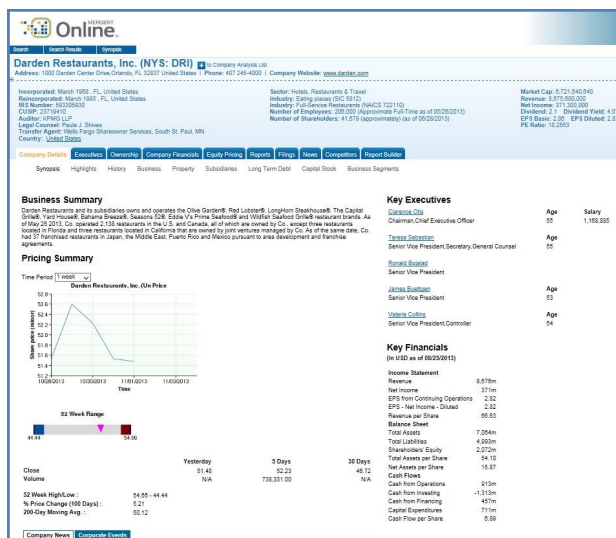 MERGENT
Online.
Search Search Results Synopsis
Darden Restaurants, Inc. (NYS: DRI) + to Company Analysis List
Address: 1000 Darden Center Drive,Orlando, FL 32837 United States | Phone: 407 245-4000 | Company Website: www.darden.com
Incorporated: March 1968 , FL, United States
Reincorporated: March 1995 , FL, United States
IRS Number: 593305930
CUSIP: 23719410
Auditor: KPMG LLP
Legal Counsel: Paula J. Shives
Transfer Agent: Wells Fargo Shareowner Services, South St. Paul, MN
Country: United States
Sector: Hotels, Restaurants & Travel
Industry: Eating places (SIC 5812)
Industry: Full-Service Restaurants (NAICS 722110)
Number of Employees: 206,000 (Approximate Full-Time as of 05/26/2013)
Number of Shareholders: 41,679 (approximately) (as of 06/28/2013)
Market Cap: 6,721,640,640
Revenue: 8,675,600,000
Net Income: 371,300,000
Dividend: 2.1 Dividend Yield: 4.0
EPS Basic: 2.86 EPS Diluted: 2.8
PE Ratio: 18.2553
Company Details Executives Ownership Company Financials Equity Pricing Reports Filings News Competitors Report Builder
Synopsis Highlights History Business Property Subsidiaries Long Term Debt Capital Stock Business Segments
Business Summary
Darden Restaurants and its subsidiaries owns and operates the Olive Garden®, Red Lobster®, LongHorn Steakhouse®, The Capital
Grille®, Yard House®, Bahama Breeze®, Seasons 52®, Eddie V's Prime Seafood® and Wildfish Seafood Grille® restaurant brands. As
of May 26 2013, Co. operated 2,138 restaurants in the U.S. and Canada, all of which are owned by Co., except three restaurants
located in Florida and three restaurants located in California that are owned by joint ventures managed by Co. As of the same date, Co.
had 37 franchised restaurants in Japan, the Middle East, Puerto Rico and Mexico pursuant to area development and franchise
agreements.
Pricing Summary
Time Period 1 week
Darden Restaurants, Inc. (Un Price
Share price (minor)
52.8
52.6
52.4
52.2
52.0
51.8
51.6
51.4
51.2
10/28/2013 10/30/2013 11/01/2013 11/03/2013
Time
52 Week Range
44.44 54.66
Yesterday 5 Days 30 Days
Close 51.48 52.23 46.72
Volume N/A 738,331.00 N/A
52 Week High/Low : 54.66 - 44.44
% Price Change (100 Days) : 5.21
200-Day Moving Avg. : 50.12
Company News Corporate Events
Key Executives
Clarence Otis Age Salary
Chairman,Chief Executive Officer 55 1,168,885
Teresa Sebastian Age
Senior Vice President,Secretary,General Counsel 55
Ronald Bojalad
Senior Vice President
James Buettgen Age
Senior Vice President 53
Valerie Collins Age
Senior Vice President,Controller 54
Key Financials
(In USD as of 08/25/2013)
Income Statement
Revenue 8,676m
Net Income 371m
EPS from Continuing Operations 2.82
EPS - Net Income - Diluted 2.82
Revenue per Share 66.63
Balance Sheet
Total Assets 7,064m
Total Liabilities 4,993m
Shareholders' Equity 2,072m
Total Assets per Share 54.10
Net Assets per Share 15.87
Cash Flows
Cash from Operations 913m
Cash from Investing -1,313m
Cash from Financing 457m
Capital Expenditures 711m
Cash Flow per Share 6.89